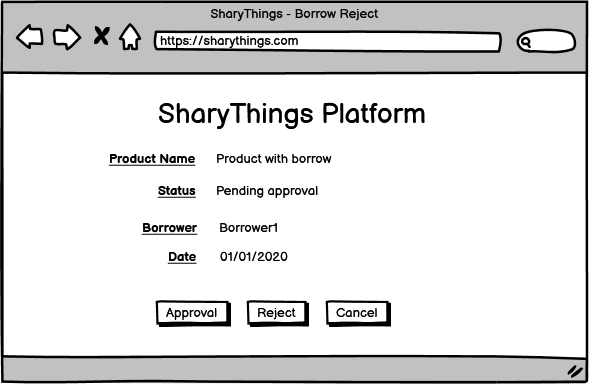 SharyThings - Borrow Reject
https://sharythings.com
SharyThings Platform
Product Name Product with borrow
Status Pending approval
Borrower Borrower1
Date 01/01/2020
Approval Reject Cancel